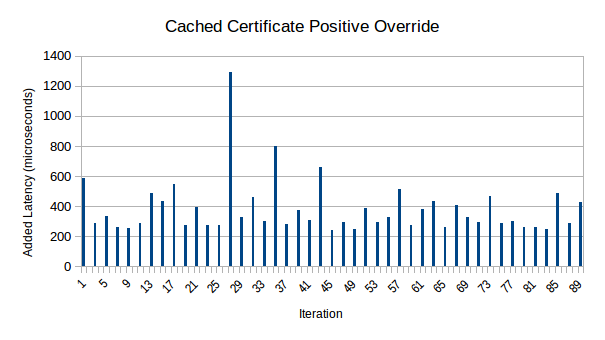 Cached Certificate Positive Override
1400
1200
1000
800
600
400
200
0
Added Latency (microseconds)
1 5 9 13 17 21 25 29 33 37 41 45 49 53 57 61 65 69 73 77 81 85 89
Iteration